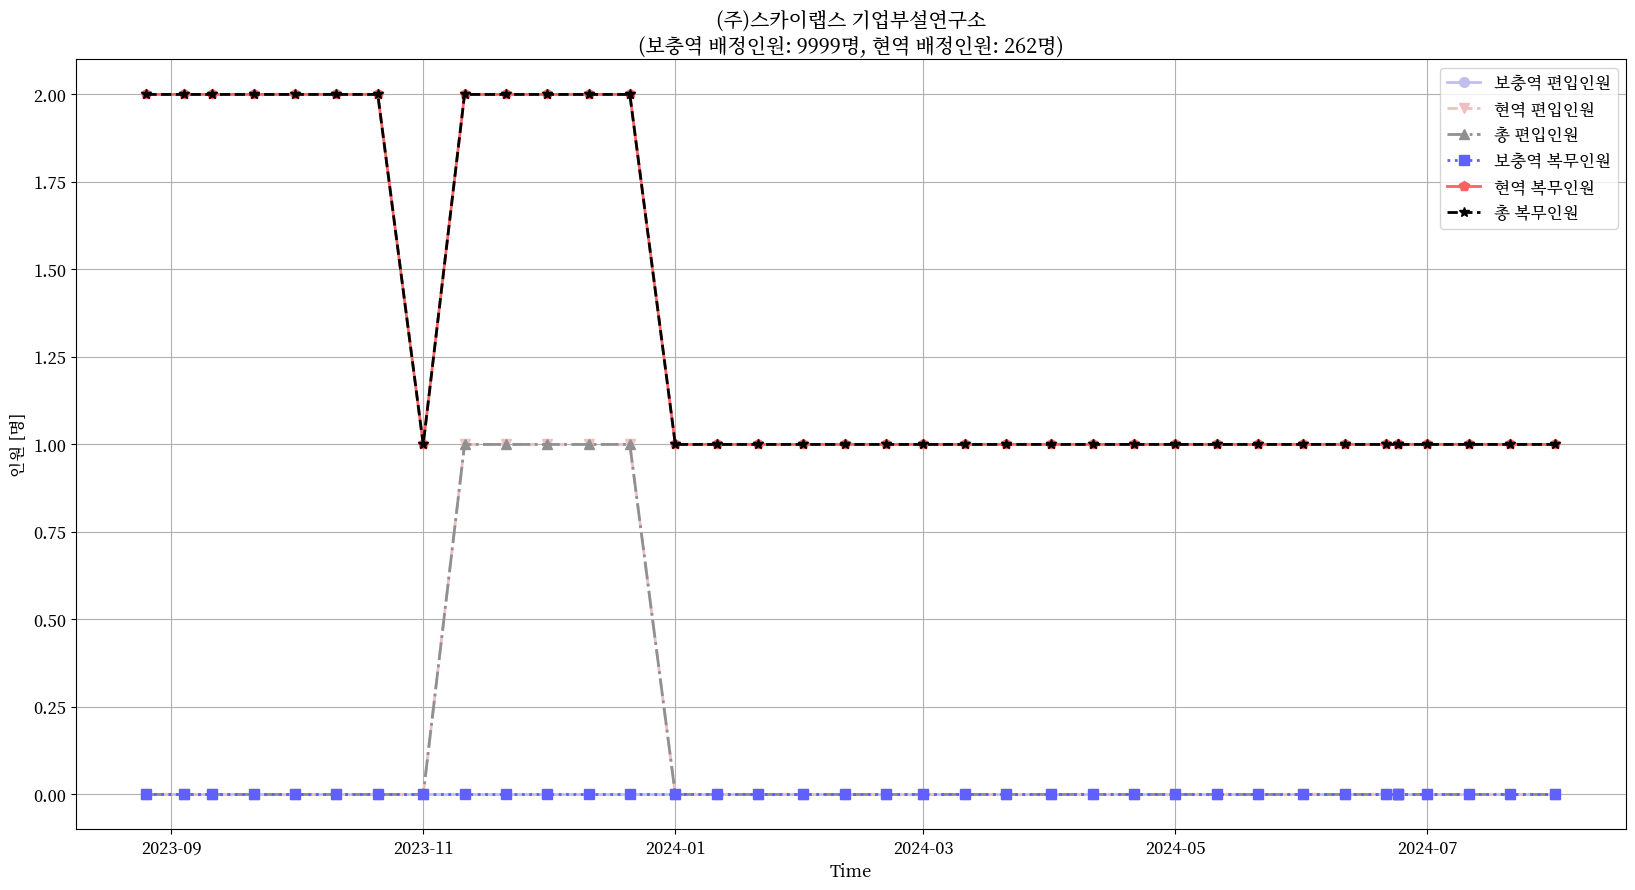 (주)스카이랩스 기업부설연구소
(보충역 배정인원: 9999명, 현역 배정인원: 262명)
보충역 편입인원
현역 편입인원
총 편입인원
보충역 복무인원
현역 복무인원
총 복무인원
인원 [명]
2.00
1.75
1.50
1.25
1.00
0.75
0.50
0.25
0.00
2023-09
2023-11
2024-01
2024-03
2024-05
2024-07
Time